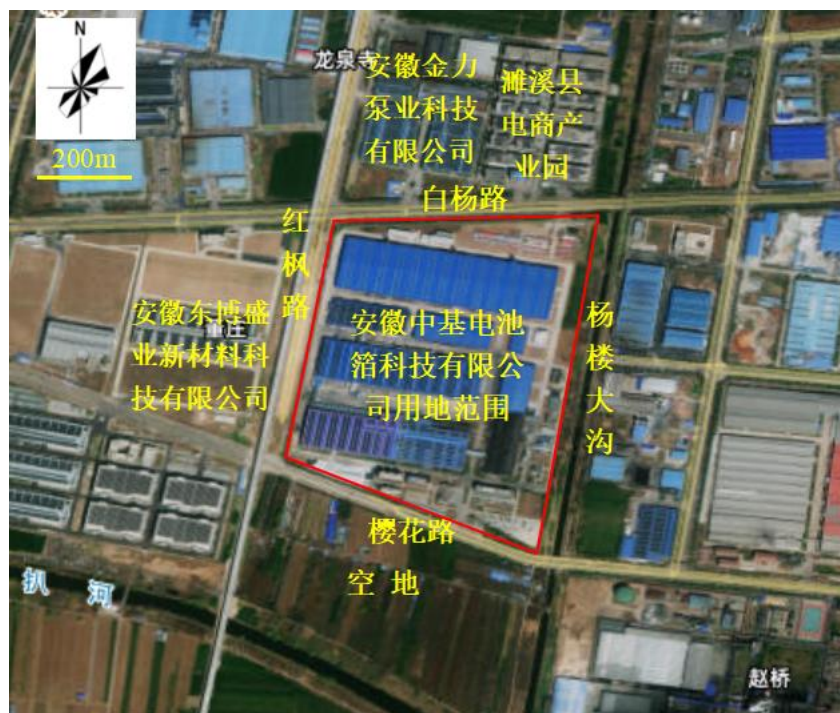 N
200m
龙泉寺
安徽金力
泵业科技
有限公司
濉溪县
电商产
业园
白杨路
红
枫
路
安徽东博盛
业新材料科
技有限公司
安徽中基电池
箔科技有限公
司用地范围
杨
楼
大
沟
樱花路
空 地
扒 河
赵桥